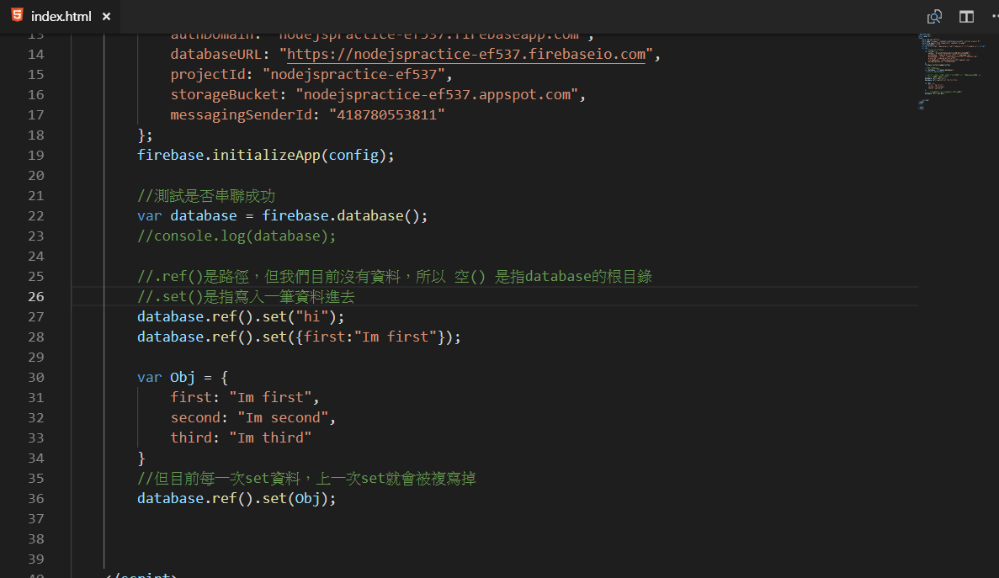 index.html
13 authDomain: "nodejspractice-ef537.firebaseapp.com",
14 databaseURL: "https://nodejspractice-ef537.firebaseio.com",
15 projectId: "nodejspractice-ef537",
16 storageBucket: "nodejspractice-ef537.appspot.com",
17 messagingSenderId: "418780553811"
18 };
19 firebase.initializeApp(config);
20
21 //測試是否串聯成功
22 var database = firebase.database();
23 //console.log(database);
24
25 //.ref()是路徑，但我們目前沒有資料，所以 空() 是指database的根目錄
26 //.set()是指寫入一筆資料進去
27 database.ref().set("hi");
28 database.ref().set({first:"Im first"});
29
30 var Obj = {
31 first: "Im first",
32 second: "Im second",
33 third: "Im third"
34 }
35 //但目前每一次set資料，上一次set就會被複寫掉
36 database.ref().set(Obj);
37
38
39
40 </script>